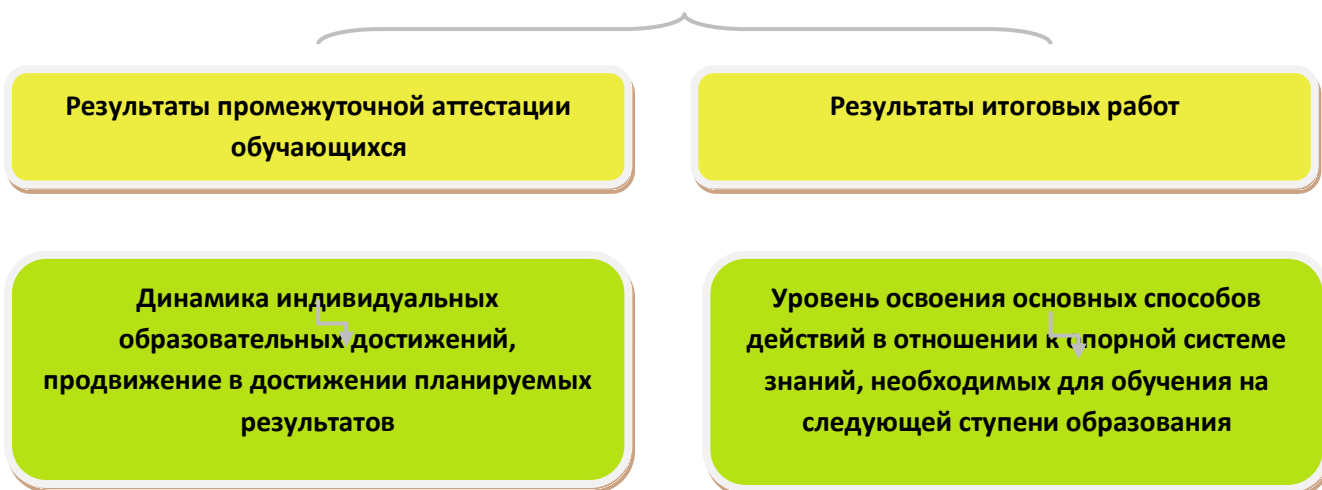 Результаты промежуточной аттестации
обучающихся
Результаты итоговых работ
Динамика индивидуальных
образовательных достижений,
продвижение в достижении планируемых
результатов
Уровень освоения основных способов
действий в отношении к опорной системе
знаний, необходимых для обучения на
следующей ступени образования